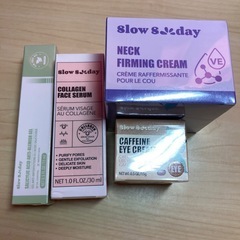 Slow Sunday
COLLAGEN
FACE SERUM
SÉRUM VISAGE
AU COLLAGÈNE
• PURIFY PORES
• GENTLE EXFOLIATION
• DELICATE SKIN
• DEEPLY MOISTURE
NET 1.0 FL.OZ/30 ml
Slow Sunday
NECK
FIRMING CREAM
CRÈME RAFFERMISSANTE
POUR LE COU
VE
Slow Sunday
CAFFEINE
EYE CREAM
EYE